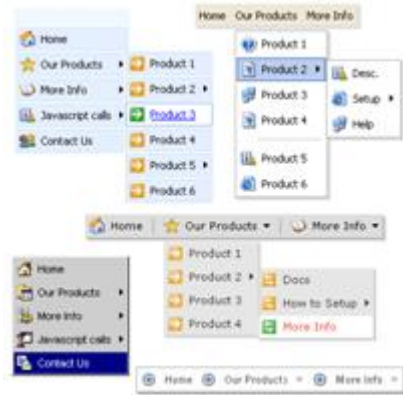 Home Our Products More Info
Home
Our Products
More Info
Javascript calls
Contact Us
Product 1
Product 2
Product 3
Product 4
Product 5
Product 6
Product 1
Product 2
Product 3
Product 4
Product 5
Product 6
Desc.
Setup
Help
Home Our Products More Info
Product 1
Product 2
Product 3
Product 4
Docs
How to Setup
More Info
Home
Our Products
More Info
Javascript calls
Contact Us
Home Our Products More Info